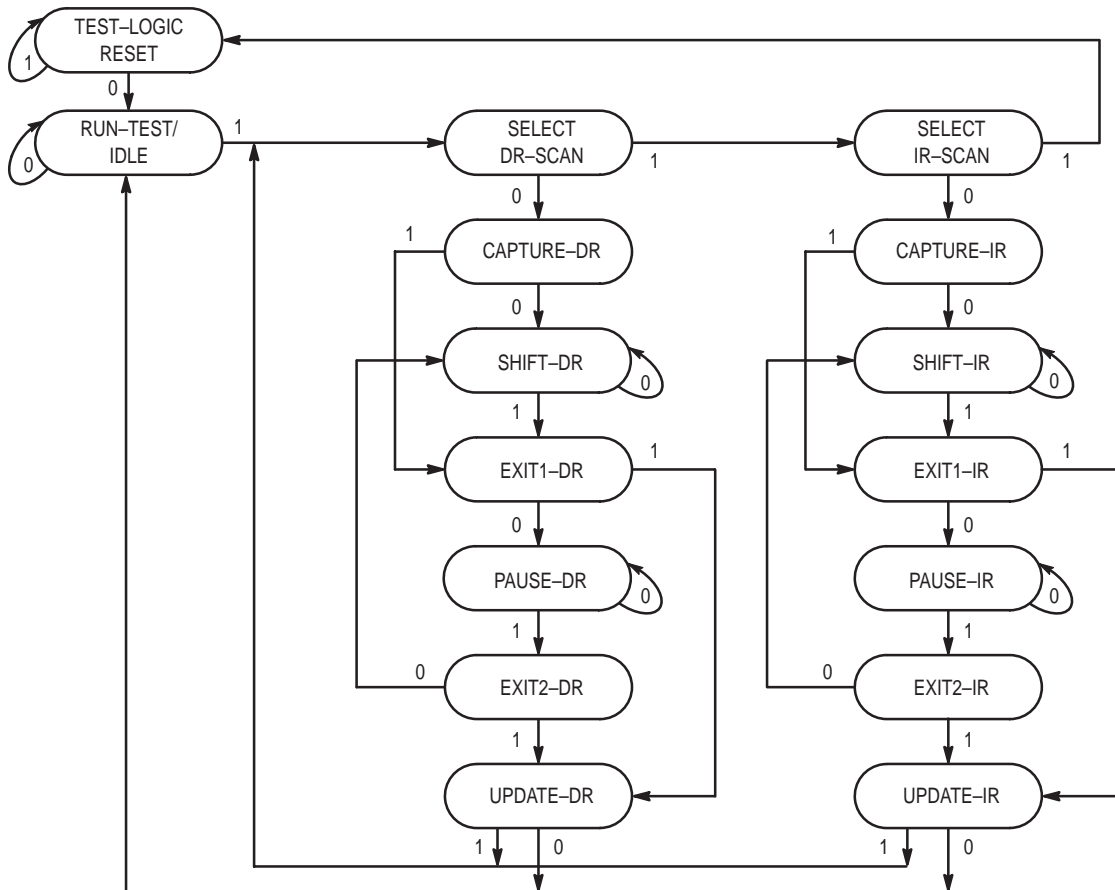 TEST–LOGIC
RESET
1
0
RUN–TEST/
IDLE
0
1
SELECT
DR–SCAN
1
0
SELECT
IR–SCAN
1
0
CAPTURE–DR
1
0
CAPTURE–IR
1
0
SHIFT–DR
0
1
SHIFT–IR
0
1
EXIT1–DR
1
0
EXIT1–IR
1
0
PAUSE–DR
0
1
PAUSE–IR
0
1
EXIT2–DR
0
1
EXIT2–IR
0
1
UPDATE–DR
1
0
UPDATE–IR
1
0